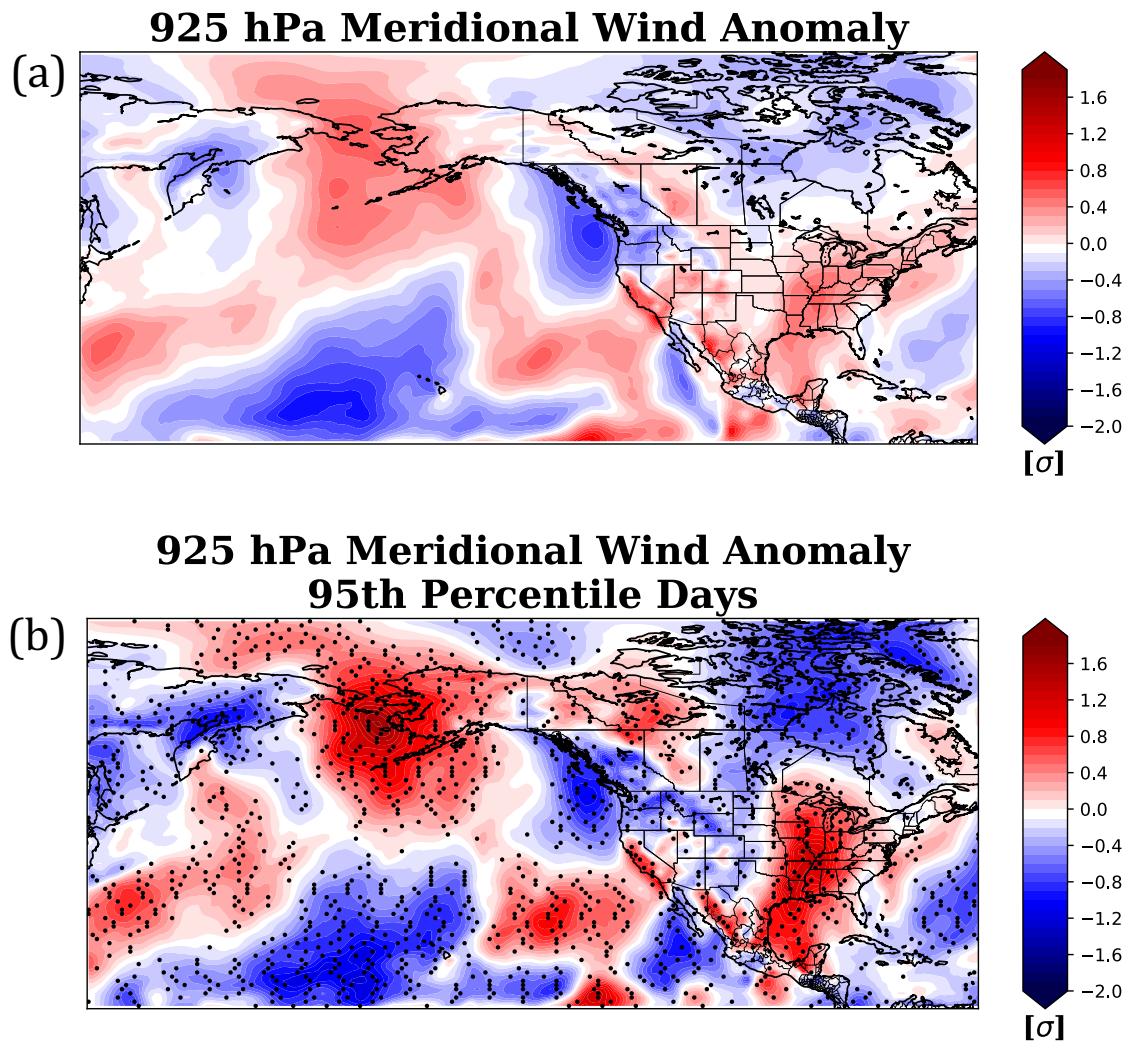 925 hPa Meridional Wind Anomaly
(a)
1.6
1.2
0.8
0.4
0.0
−0.4
−0.8
−1.2
−1.6
−2.0
[σ]
925 hPa Meridional Wind Anomaly
95th Percentile Days
(b)
1.6
1.2
0.8
0.4
0.0
−0.4
−0.8
−1.2
−1.6
−2.0
[σ]